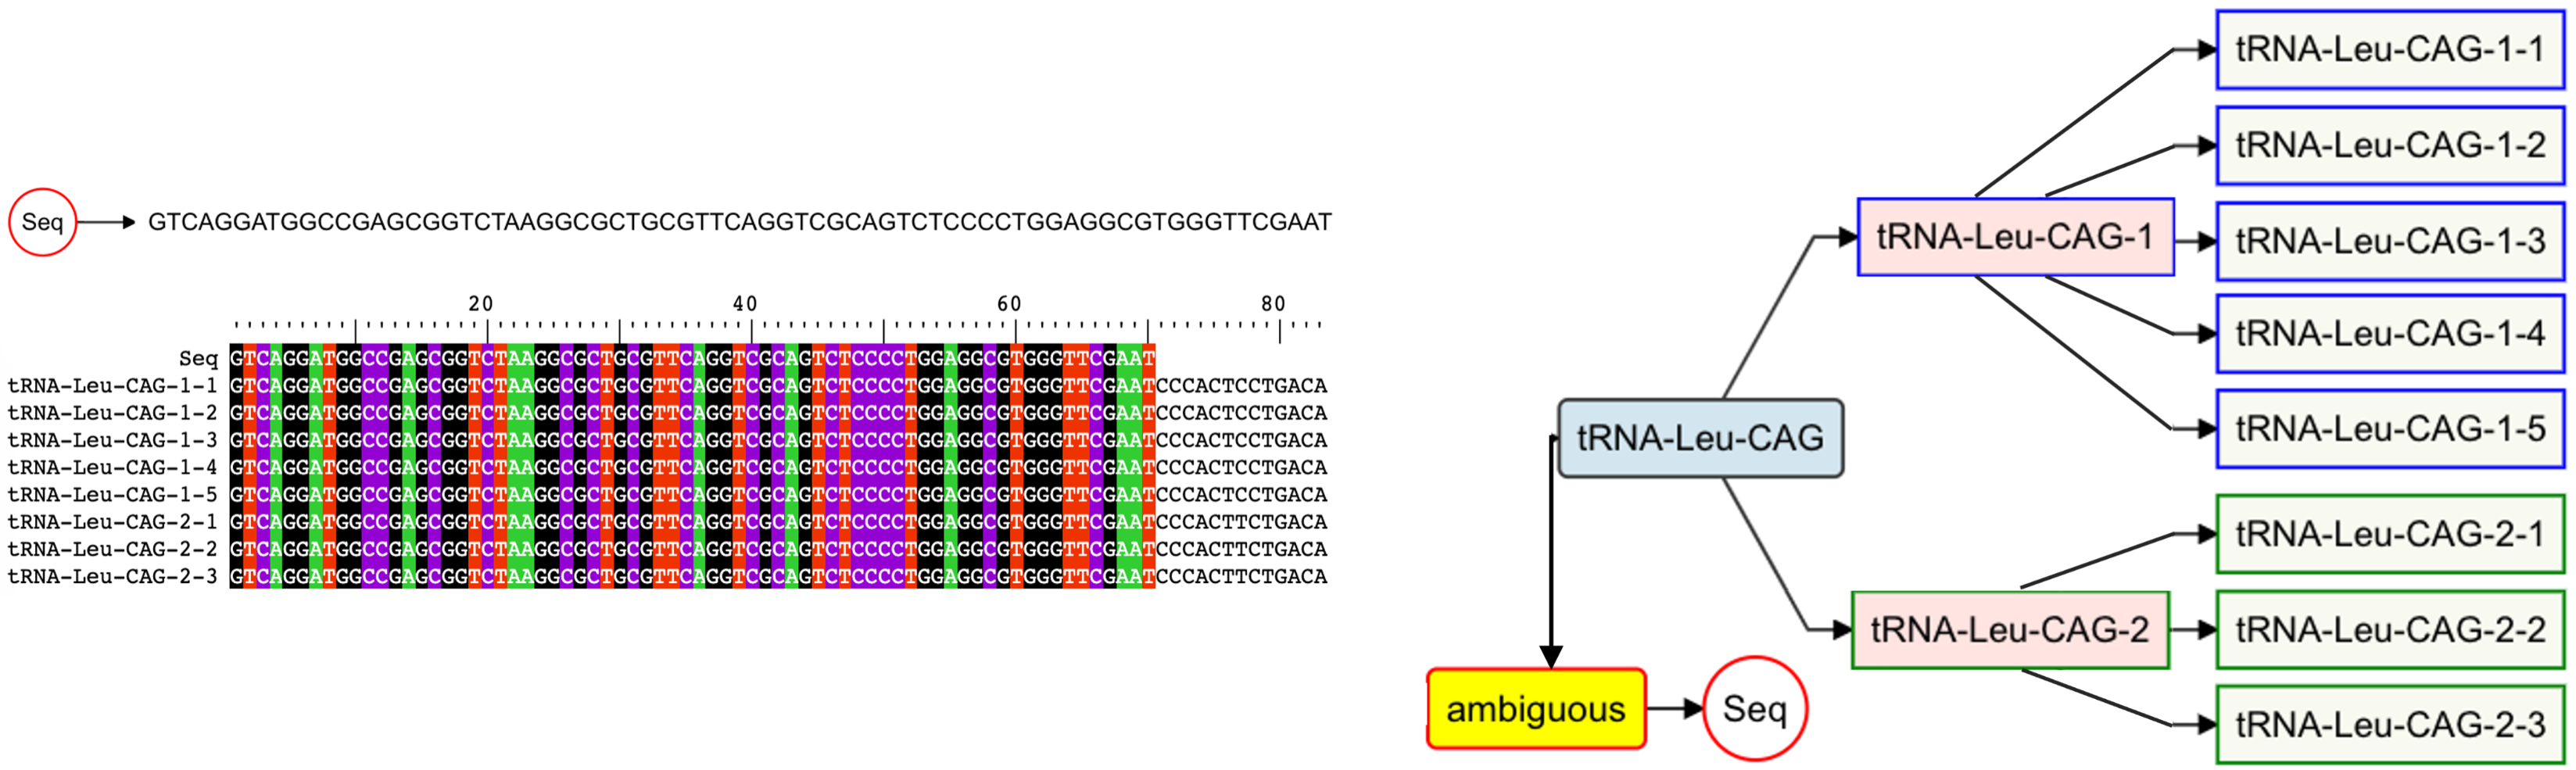 Seq
GTCAGGATGGCCGAGCGGTCTAAGGCGCTGCGTTCAGGTCGCAGTCTCCCCTGGAGGCGTGGGTTCGAAT
20 40 60 80
Seq GTCAGGATGGCCGAGCGGTCTAAGGCGCTGCGTTCAGGTCGCAGTCTCCCCTGGAGGCGTGGGTTCGAAT
tRNA-Leu-CAG-1-1 GTCAGGATGGCCGAGCGGTCTAAGGCGCTGCGTTCAGGTCGCAGTCTCCCCTGGAGGCGTGGGTTCGAATCCCACTCCTGACA
tRNA-Leu-CAG-1-2 GTCAGGATGGCCGAGCGGTCTAAGGCGCTGCGTTCAGGTCGCAGTCTCCCCTGGAGGCGTGGGTTCGAATCCCACTCCTGACA
tRNA-Leu-CAG-1-3 GTCAGGATGGCCGAGCGGTCTAAGGCGCTGCGTTCAGGTCGCAGTCTCCCCTGGAGGCGTGGGTTCGAATCCCACTCCTGACA
tRNA-Leu-CAG-1-4 GTCAGGATGGCCGAGCGGTCTAAGGCGCTGCGTTCAGGTCGCAGTCTCCCCTGGAGGCGTGGGTTCGAATCCCACTCCTGACA
tRNA-Leu-CAG-1-5 GTCAGGATGGCCGAGCGGTCTAAGGCGCTGCGTTCAGGTCGCAGTCTCCCCTGGAGGCGTGGGTTCGAATCCCACTCCTGACA
tRNA-Leu-CAG-2-1 GTCAGGATGGCCGAGCGGTCTAAGGCGCTGCGTTCAGGTCGCAGTCTCCCCTGGAGGCGTGGGTTCGAATCCCACTTCTGACA
tRNA-Leu-CAG-2-2 GTCAGGATGGCCGAGCGGTCTAAGGCGCTGCGTTCAGGTCGCAGTCTCCCCTGGAGGCGTGGGTTCGAATCCCACTTCTGACA
tRNA-Leu-CAG-2-3 GTCAGGATGGCCGAGCGGTCTAAGGCGCTGCGTTCAGGTCGCAGTCTCCCCTGGAGGCGTGGGTTCGAATCCCACTTCTGACA
tRNA-Leu-CAG
ambiguous
Seq
tRNA-Leu-CAG-1
tRNA-Leu-CAG-2
tRNA-Leu-CAG-1-1
tRNA-Leu-CAG-1-2
tRNA-Leu-CAG-1-3
tRNA-Leu-CAG-1-4
tRNA-Leu-CAG-1-5
tRNA-Leu-CAG-2-1
tRNA-Leu-CAG-2-2
tRNA-Leu-CAG-2-3